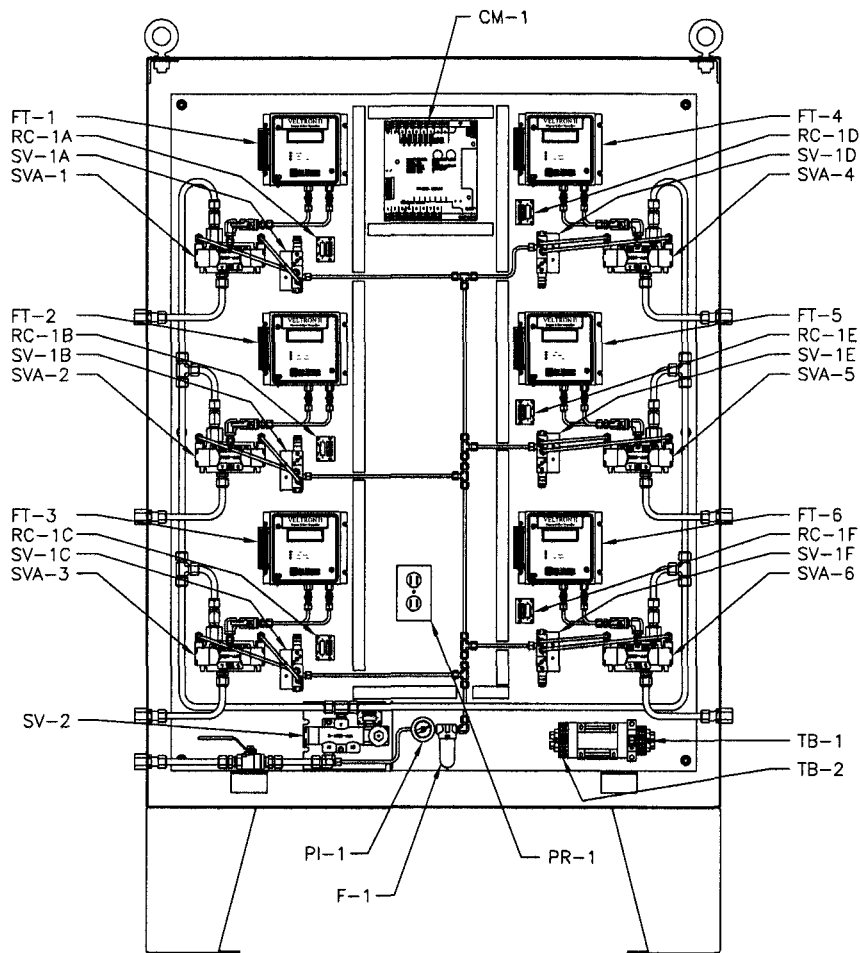 CM-1
FT-1
RC-1A
SV-1A
SVA-1
FT-4
RC-1D
SV-1D
SVA-4
VELTRON II
VELTRON II
FT-2
RC-1B
SV-1B
SVA-2
FT-5
RC-1E
SV-1E
SVA-5
VELTRON II
VELTRON II
FT-3
RC-1C
SV-1C
SVA-3
FT-6
RC-1F
SV-1F
SVA-6
VELTRON II
VELTRON II
SV-2
TB-1
TB-2
PI-1
PR-1
F-1